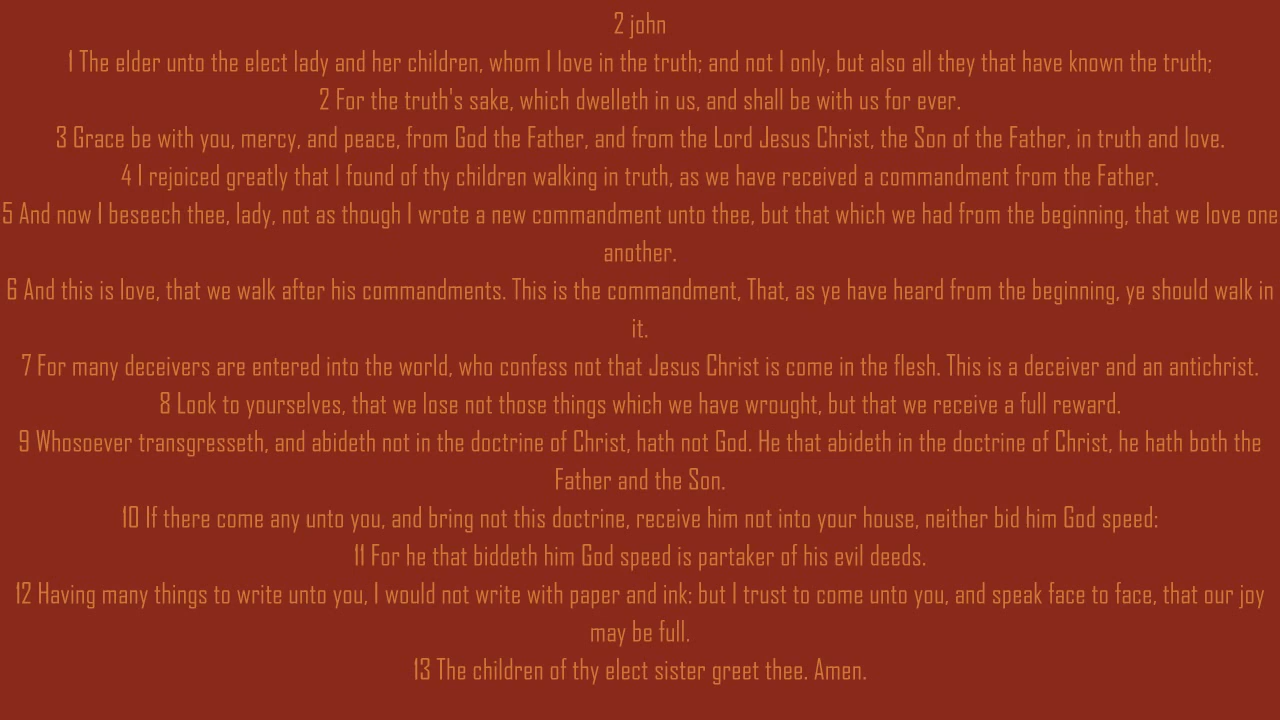 2 john
1 The elder unto the elect lady and her children, whom I love in the truth; and not I only, but also all they that have known the truth;
2 For the truth's sake, which dwelleth in us, and shall be with us for ever.
3 Grace be with you, mercy, and peace, from God the Father, and from the Lord Jesus Christ, the Son of the Father, in truth and love.
4 I rejoiced greatly that I found of thy children walking in truth, as we have received a commandment from the Father.
5 And now I beseech thee, lady, not as though I wrote a new commandment unto thee, but that which we had from the beginning, that we love one
another.
6 And this is love, that we walk after his commandments. This is the commandment, That, as ye have heard from the beginning, ye should walk in
it.
7 For many deceivers are entered into the world, who confess not that Jesus Christ is come in the flesh. This is a deceiver and an antichrist.
8 Look to yourselves, that we lose not those things which we have wrought, but that we receive a full reward.
9 Whosoever transgresseth, and abideth not in the doctrine of Christ, hath not God. He that abideth in the doctrine of Christ, he hath both the
Father and the Son.
10 If there come any unto you, and bring not this doctrine, receive him not into your house, neither bid him God speed:
11 For he that biddeth him God speed is partaker of his evil deeds.
12 Having many things to write unto you, I would not write with paper and ink: but I trust to come unto you, and speak face to face, that our joy
may be full.
13 The children of thy elect sister greet thee. Amen.